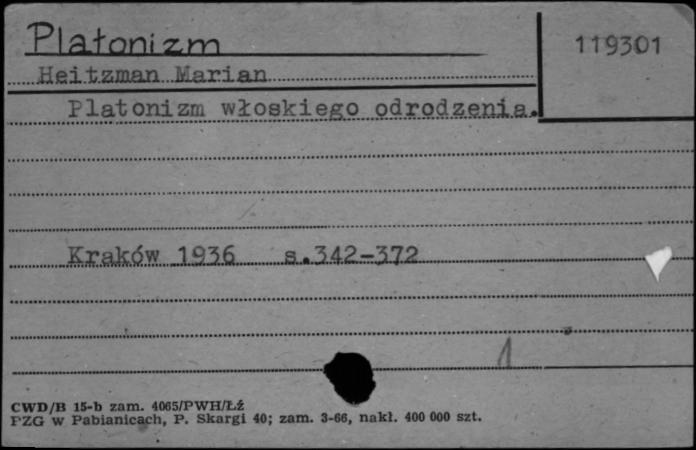 Platonizm
119301
Heitzman Marian
Platonizm włoskiego odrodzenia.
Kraków 1936 s.342-372
1
CWD/B 15-b zam. 4065/PWH/Łź
PZG w Pabianicach, P. Skargi 40; zam. 3-66, nakł. 400 000 szt.